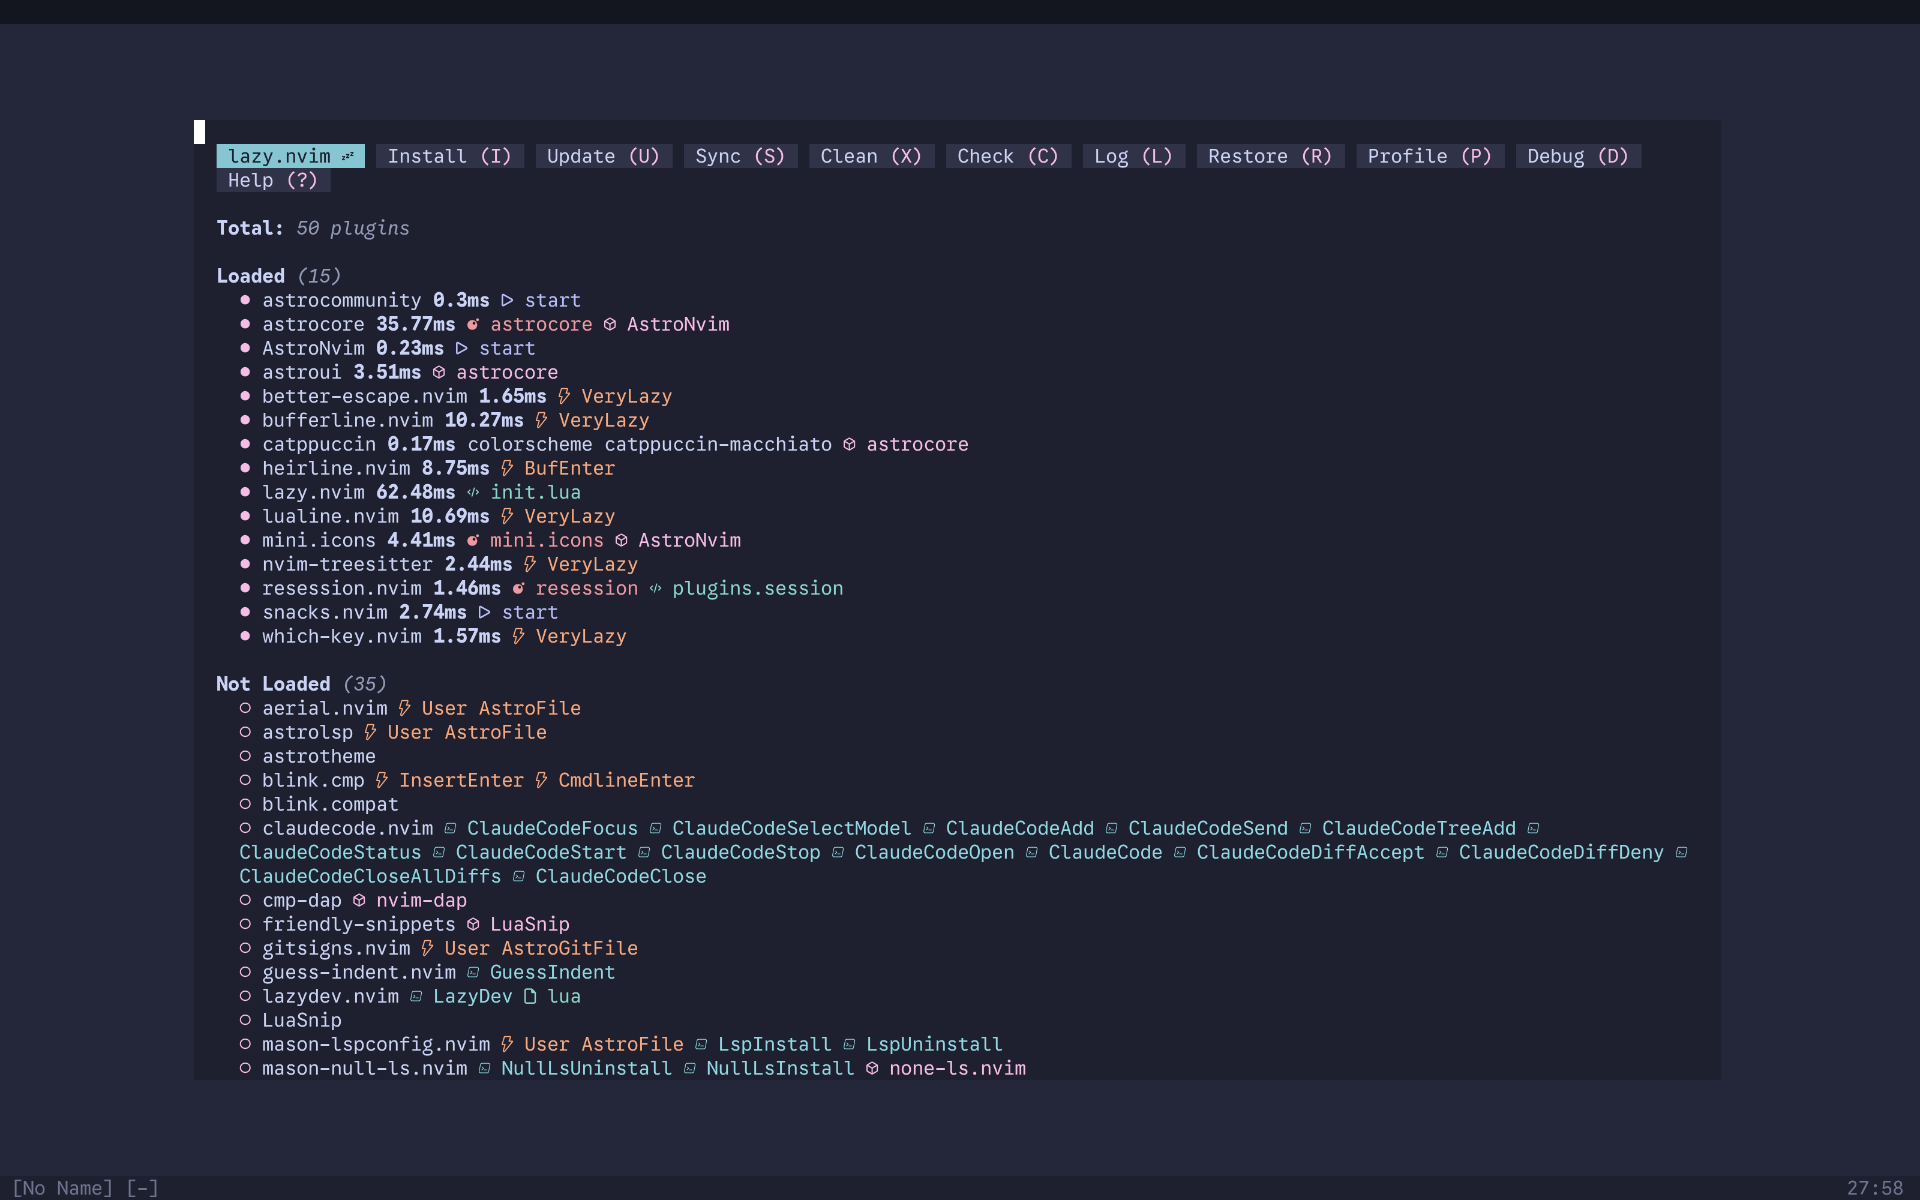 lazy.nvim 💤 Install (I) Update (U) Sync (S) Clean (X) Check (C) Log (L) Restore (R) Profile (P) Debug (D)
Help (?)
Total: 50 plugins
Loaded (15)
● astrocommunity 0.3ms ▷ start
● astrocore 35.77ms astrocore AstroNvim
● AstroNvim 0.23ms ▷ start
● astroui 3.51ms astrocore
● better-escape.nvim 1.65ms VeryLazy
● bufferline.nvim 10.27ms VeryLazy
● catppuccin 0.17ms colorscheme catppuccin-macchiato astrocore
● heirline.nvim 8.75ms BufEnter
● lazy.nvim 62.48ms init.lua
● lualine.nvim 10.69ms VeryLazy
● mini.icons 4.41ms mini.icons AstroNvim
● nvim-treesitter 2.44ms VeryLazy
● resession.nvim 1.46ms resession plugins.session
● snacks.nvim 2.74ms ▷ start
● which-key.nvim 1.57ms VeryLazy
Not Loaded (35)
○ aerial.nvim User AstroFile
○ astrolsp User AstroFile
○ astrotheme
○ blink.cmp InsertEnter CmdlineEnter
○ blink.compat
○ claudecode.nvim ClaudeCodeFocus ClaudeCodeSelectModel ClaudeCodeAdd ClaudeCodeSend ClaudeCodeTreeAdd
ClaudeCodeStatus ClaudeCodeStart ClaudeCodeStop ClaudeCodeOpen ClaudeCode ClaudeCodeDiffAccept ClaudeCodeDiffDeny
ClaudeCodeCloseAllDiffs ClaudeCodeClose
○ cmp-dap nvim-dap
○ friendly-snippets LuaSnip
○ gitsigns.nvim User AstroGitFile
○ guess-indent.nvim GuessIndent
○ lazydev.nvim LazyDev lua
○ LuaSnip
○ mason-lspconfig.nvim User AstroFile LspInstall LspUninstall
○ mason-null-ls.nvim NullLsUninstall NullLsInstall none-ls.nvim
[No Name] [-] 27:58